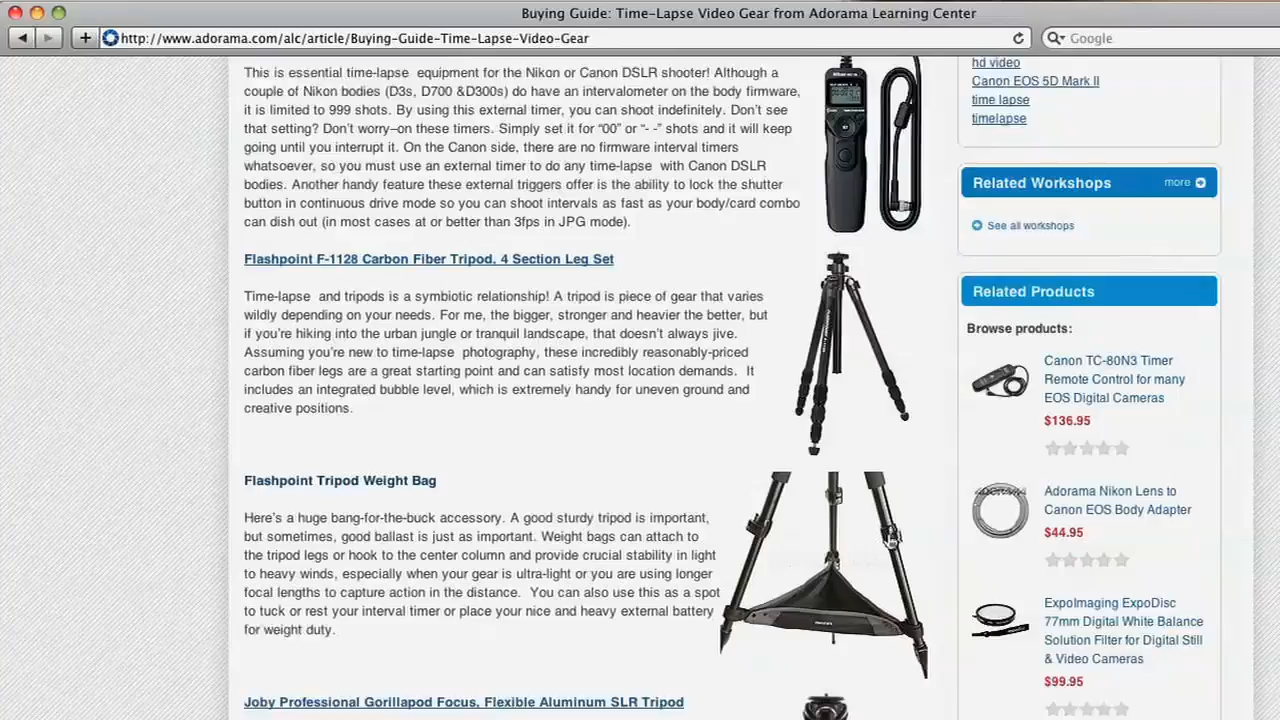 Buying Guide: Time-Lapse Video Gear from Adorama Learning Center
http://www.adorama.com/alc/article/Buying-Guide-Time-Lapse-Video-Gear
Google
This is essential time-lapse equipment for the Nikon or Canon DSLR shooter! Although a
couple of Nikon bodies (D3s, D700 &D300s) do have an intervalometer on the body firmware,
it is limited to 999 shots. By using this external timer, you can shoot indefinitely. Don't see
that setting? Don't worry–on these timers. Simply set it for “00” or “- -” shots and it will keep
going until you interrupt it. On the Canon side, there are no firmware interval timers
whatsoever, so you must use an external timer to do any time-lapse with Canon DSLR
bodies. Another handy feature these external triggers offer is the ability to lock the shutter
button in continuous drive mode so you can shoot intervals as fast as your body/card combo
can dish out (in most cases at or better than 3fps in JPG mode).
Flashpoint F-1128 Carbon Fiber Tripod, 4 Section Leg Set
Time-lapse and tripods is a symbiotic relationship! A tripod is piece of gear that varies
wildly depending on your needs. For me, the bigger, stronger and heavier the better, but
if you're hiking into the urban jungle or tranquil landscape, that doesn't always jive.
Assuming you're new to time-lapse photography, these incredibly reasonably-priced
carbon fiber legs are a great starting point and can satisfy most location demands. It
includes an integrated bubble level, which is extremely handy for uneven ground and
creative positions.
Flashpoint Tripod Weight Bag
Here's a huge bang-for-the-buck accessory. A good sturdy tripod is important,
but sometimes, good ballast is just as important. Weight bags can attach to
the tripod legs or hook to the center column and provide crucial stability in light
to heavy winds, especially when your gear is ultra-light or you are using longer
focal lengths to capture action in the distance. You can also use this as a spot
to tuck or rest your interval timer or place your nice and heavy external battery
for weight duty.
Joby Professional Gorillapod Focus, Flexible Aluminum SLR Tripod
hd video
Canon EOS 5D Mark II
time lapse
timelapse
Related Workshops
more
See all workshops
Related Products
Browse products:
Canon TC-80N3 Timer
Remote Control for many
EOS Digital Cameras
$136.95
Adorama Nikon Lens to
Canon EOS Body Adapter
$44.95
ExpoImaging ExpoDisc
77mm Digital White Balance
Solution Filter for Digital Still
& Video Cameras
$99.95